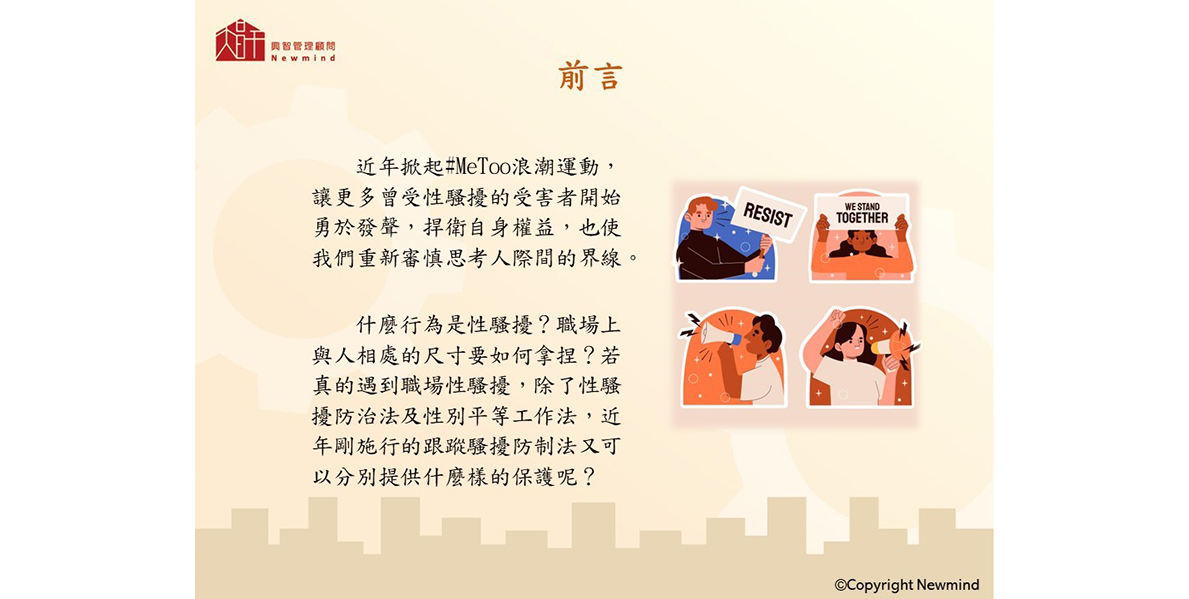 興智管理顧問
Newmind
前言
近年掀起#MeToo浪潮運動，
讓更多曾受性騷擾的受害者開始
勇於發聲，捍衛自身權益，也使
我們重新審慎思考人際間的界線。
什麼行為是性騷擾？職場上
與人相處的尺寸要如何拿捏？若
真的遇到職場性騷擾，除了性騷
擾防治法及性別平等工作法，近
年剛施行的跟蹤騷擾防制法又可
以分別提供什麼樣的保護呢？
RESIST
WE STAND
TOGETHER
©Copyright Newmind